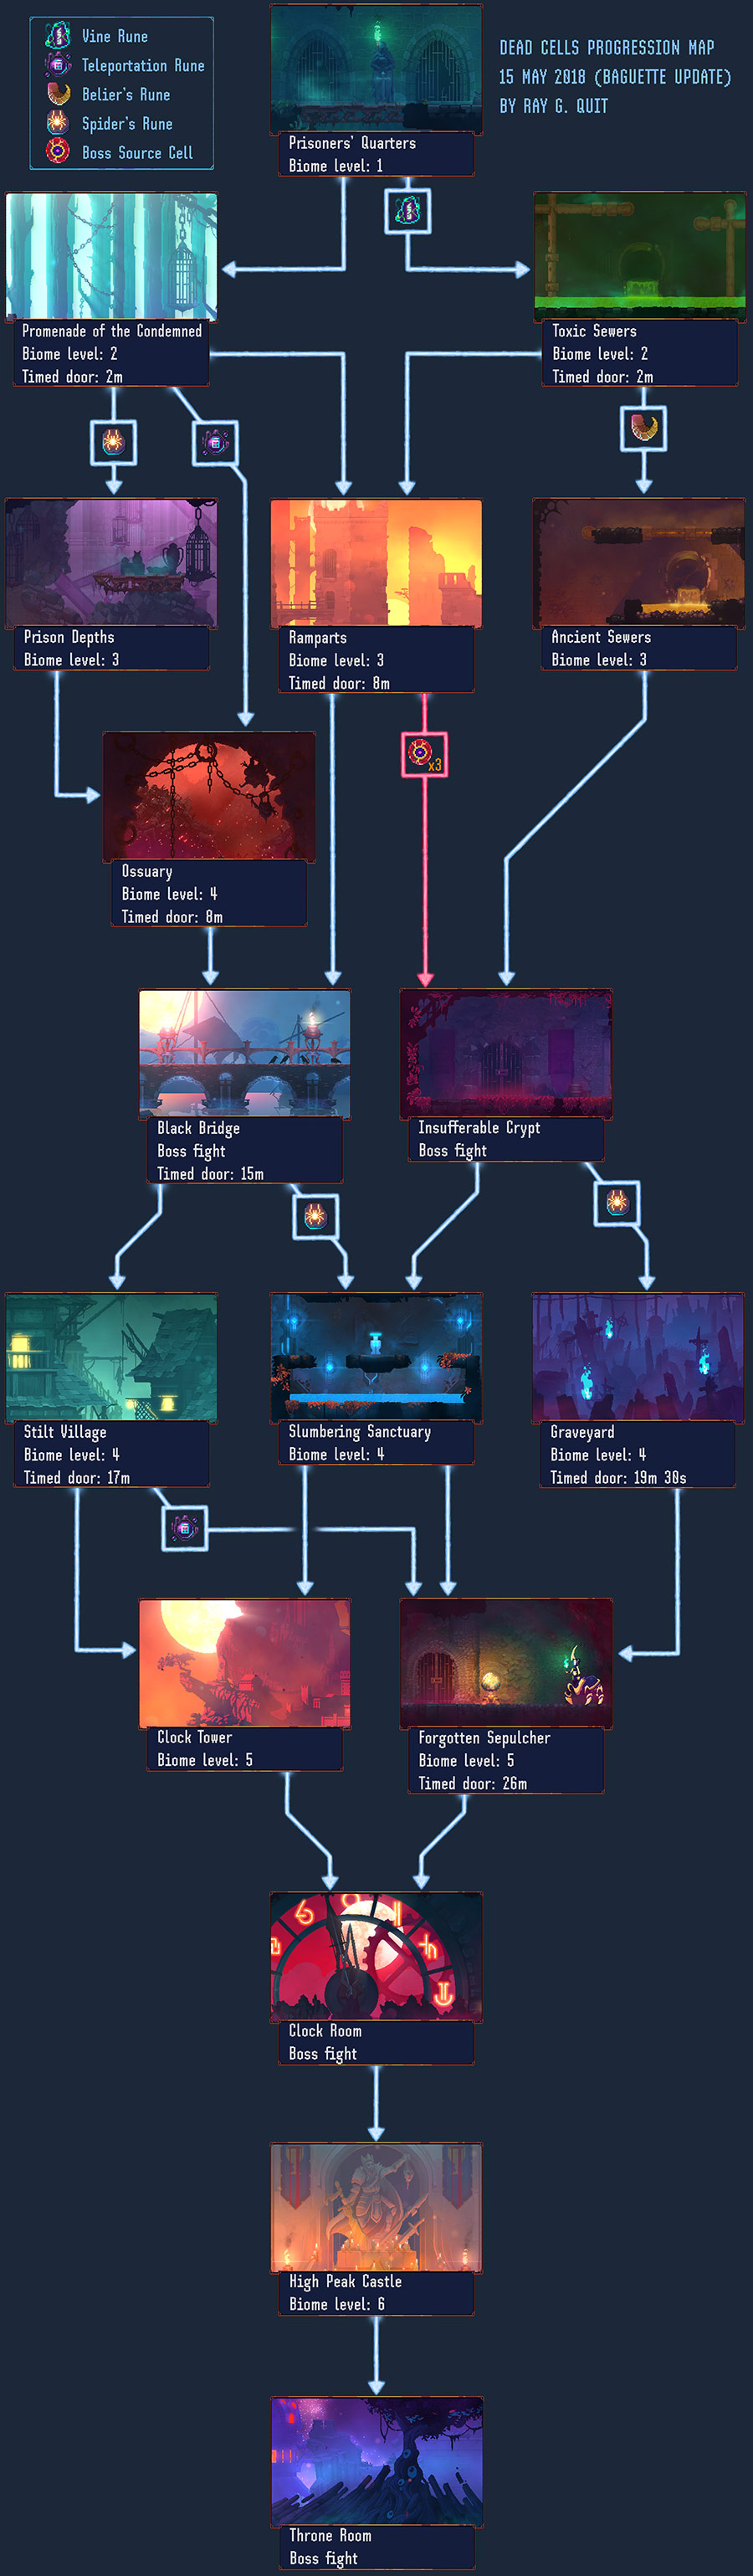 Vine Rune
Teleportation Rune
Belier's Rune
Spider's Rune
Boss Source Cell
DEAD CELLS PROGRESSION MAP
15 MAY 2018 (BAGUETTE UPDATE)
BY RAY G. QUIT
Prisoners' Quarters
Biome level: 1
Promenade of the Condemned
Biome level: 2
Timed door: 2m
Toxic Sewers
Biome level: 2
Timed door: 2m
Prison Depths
Biome level: 3
Ramparts
Biome level: 3
Timed door: 8m
Ancient Sewers
Biome level: 3
x3
Ossuary
Biome level: 4
Timed door: 8m
Black Bridge
Boss fight
Timed door: 15m
Insufferable Crypt
Boss fight
Stilt Village
Biome level: 4
Timed door: 17m
Slumbering Sanctuary
Biome level: 4
Graveyard
Biome level: 4
Timed door: 19m 30s
Clock Tower
Biome level: 5
Forgotten Sepulcher
Biome level: 5
Timed door: 26m
Clock Room
Boss fight
High Peak Castle
Biome level: 6
Throne Room
Boss fight